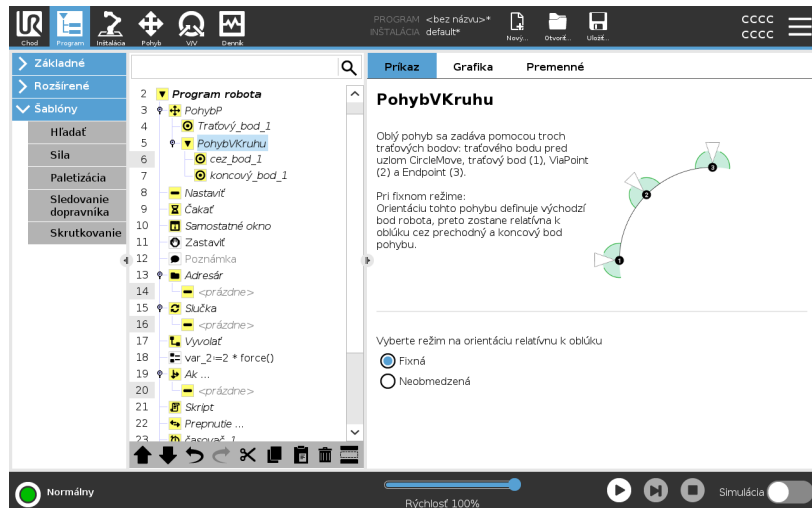 UR
Chod
Program
Inštalácia
Pohyb
V/V
Denník
PROGRAM <bez názvu>*
INŠTALÁCIA default*
Nový...
Otvoriť...
Uložiť...
CCCC
CCCC
Základné
Rozšírené
Šablóny
Hľadať
Sila
Paletizácia
Sledovanie
dopravníka
Skrutkovanie
2 Program robota
3 PohybP
4 Traťový_bod_1
5 PohybVKruhu
6 cez_bod_1
7 koncový_bod_1
8 Nastaviť
9 Čakať
10 Samostatné okno
11 Zastaviť
12 Poznámka
13 Adresár
14 <prázdne>
15 Slučka
16 <prázdne>
17 Vyvolať
18 var_2≔2 * force()
19 Ak ...
20 <prázdne>
21 Skript
22 Prepnutie ...
23 časovač_1
Príkaz
Grafika
Premenné
PohybVKruhu
Oblý pohyb sa zadáva pomocou troch
traťových bodov: traťového bodu pred
uzlom CircleMove, traťový bod (1), ViaPoint
(2) a Endpoint (3).
Pri fixnom režime:
Orientáciu tohto pohybu definuje východzí
bod robota, preto zostane relatívna k
oblúku cez prechodný a koncový bod
pohybu.
1
2
3
Vyberte režim na orientáciu relatívnu k oblúku
Fixná
Neobmedzená
Normálny
Rýchlosť 100%
Simulácia